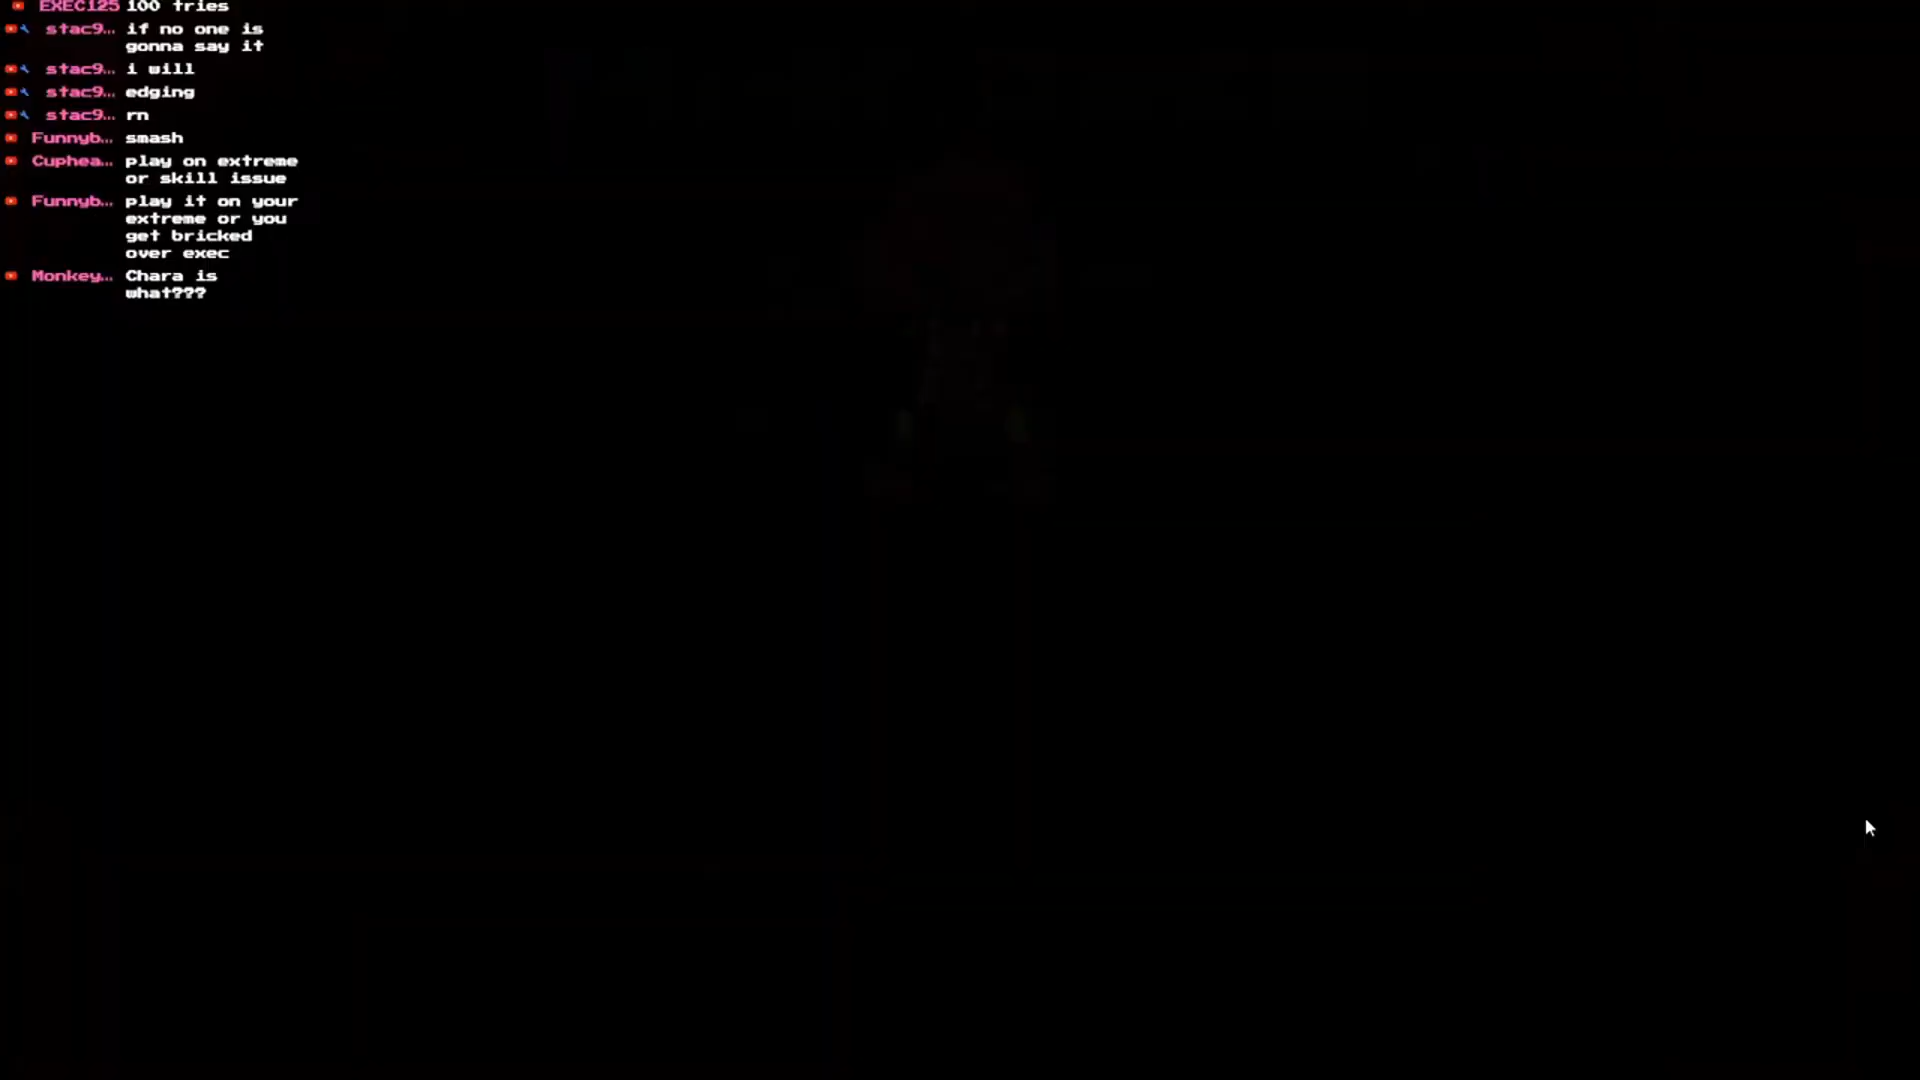 EXEC125 100 tries
stac9… if no one is
gonna say it
stac9… i will
stac9… edging
stac9… rn
Funnyb… smash
Cuphea… play on extreme
or skill issue
Funnyb… play it on your
extreme or you
get bricked
over exec
Monkey… Chara is
what???